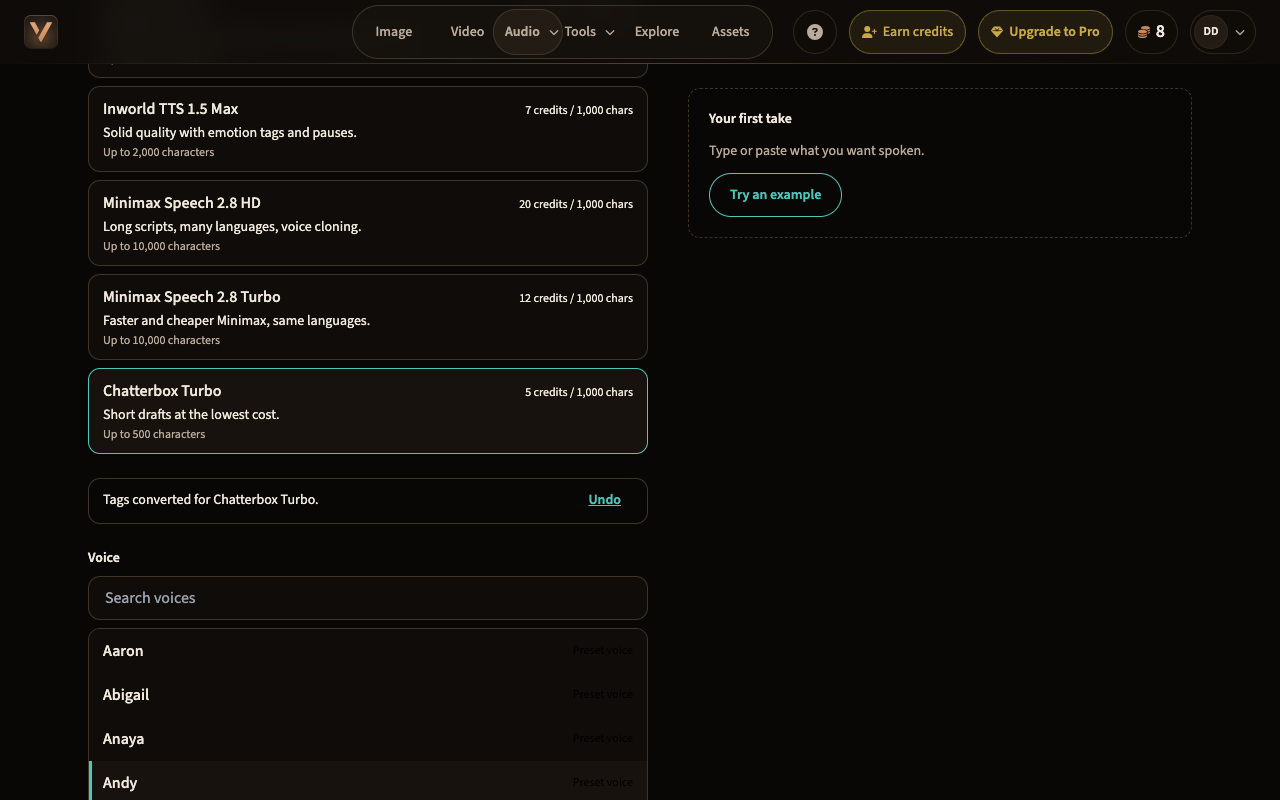 Image
Video
Audio
Tools
Explore
Assets
?
Earn credits
Upgrade to Pro
8
DD
Inworld TTS 1.5 Max
7 credits / 1,000 chars
Solid quality with emotion tags and pauses.
Up to 2,000 characters
Minimax Speech 2.8 HD
20 credits / 1,000 chars
Long scripts, many languages, voice cloning.
Up to 10,000 characters
Minimax Speech 2.8 Turbo
12 credits / 1,000 chars
Faster and cheaper Minimax, same languages.
Up to 10,000 characters
Chatterbox Turbo
5 credits / 1,000 chars
Short drafts at the lowest cost.
Up to 500 characters
Tags converted for Chatterbox Turbo.
Undo
Voice
Search voices
Aaron
Preset voice
Abigail
Preset voice
Anaya
Preset voice
Andy
Preset voice
Your first take
Type or paste what you want spoken.
Try an example